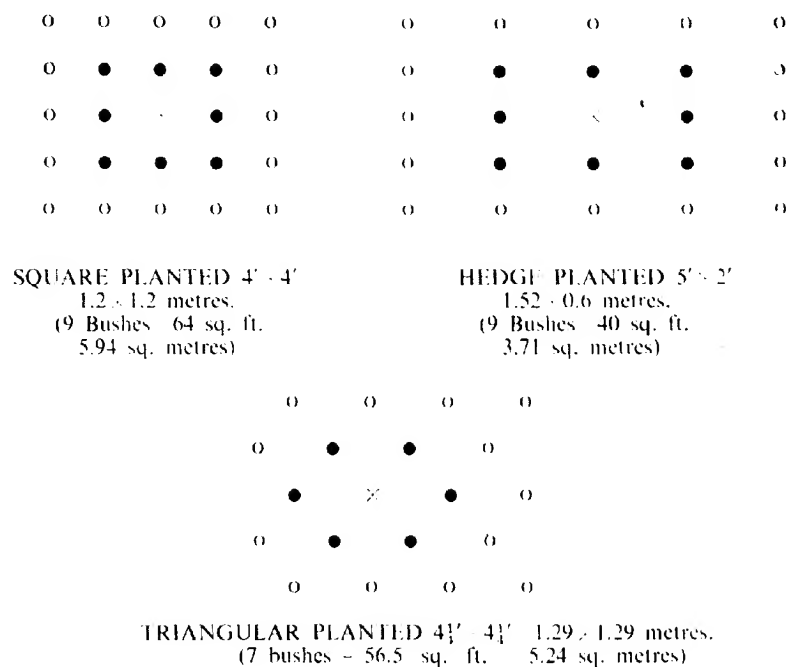 SQUARE PLANTED 4' × 4'
1.2 × 1.2 metres.
(9 Bushes 64 sq. ft.
5.94 sq. metres)
HEDGE PLANTED 5' × 2'
1.52 × 0.6 metres.
(9 Bushes 40 sq. ft.
3.71 sq. metres)
TRIANGULAR PLANTED 4¼' 4¼' 1.29 × 1.29 metres.
(7 bushes – 56.5 sq. ft. 5.24 sq. metres)